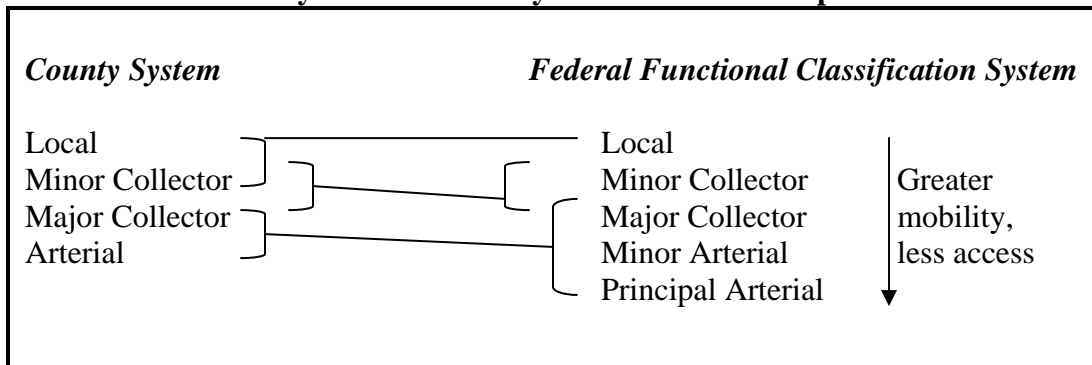 County System Federal Functional Classification System
Local Local
Minor Collector Minor Collector Greater
Major Collector Major Collector mobility,
Arterial Minor Arterial less access
Principal Arterial